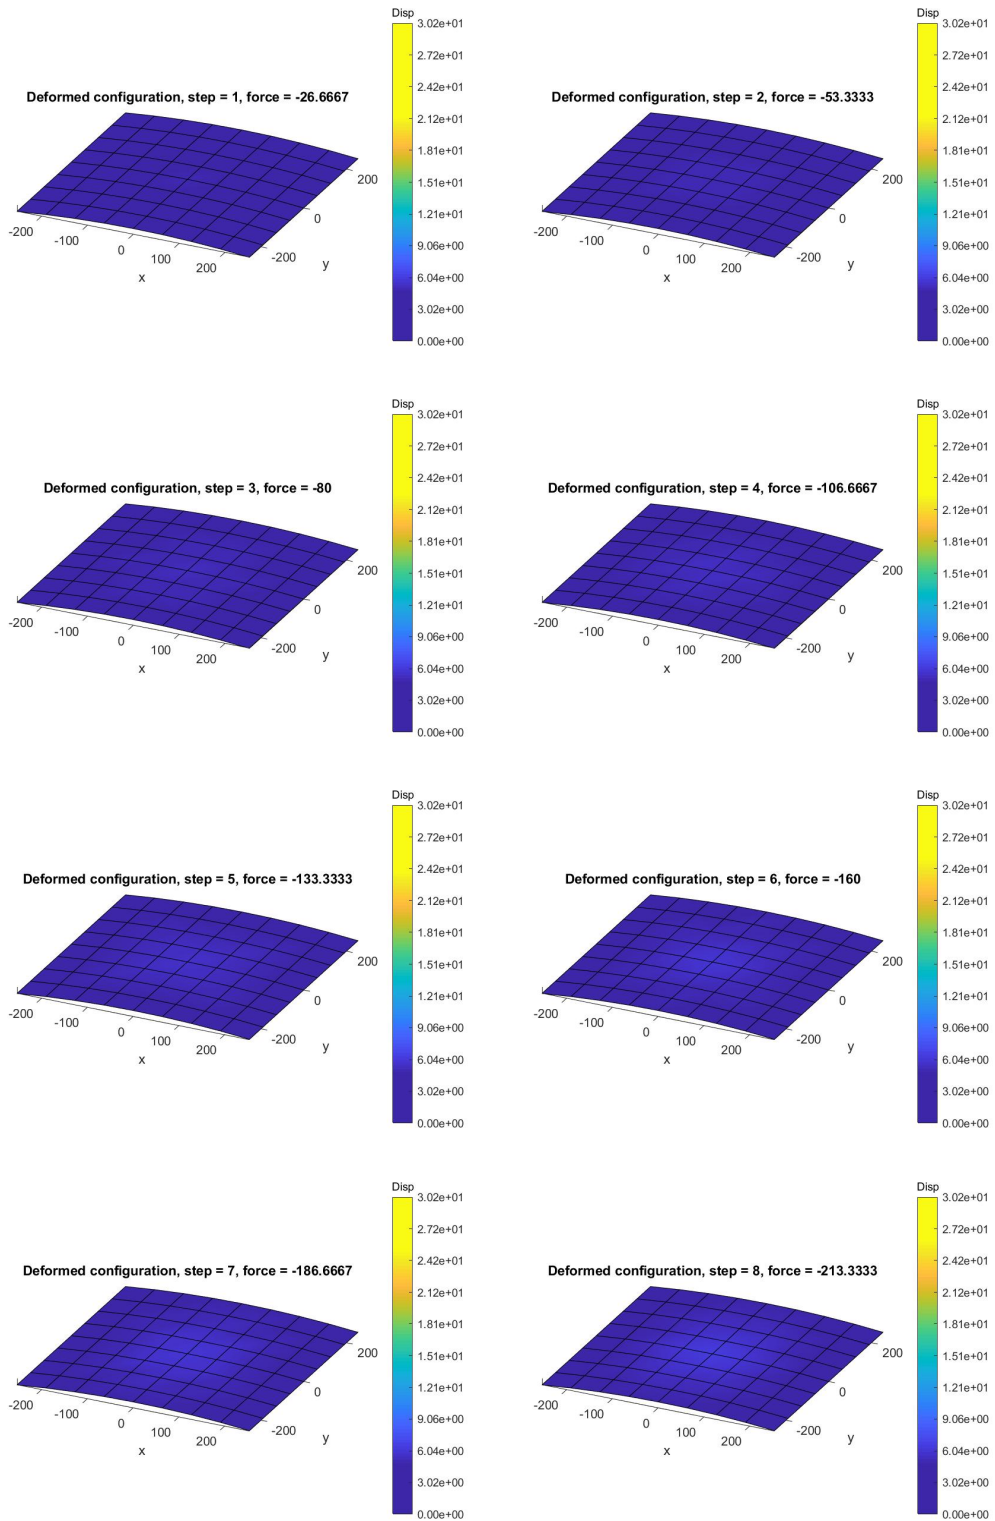 Disp
3.02e+01
2.72e+01
2.42e+01
2.12e+01
1.81e+01
1.51e+01
1.21e+01
9.06e+00
6.04e+00
3.02e+00
0.00e+00
Deformed configuration, step = 1, force = -26.6667
200
0
-200
y
-200
-100
0
100
200
x
Disp
3.02e+01
2.72e+01
2.42e+01
2.12e+01
1.81e+01
1.51e+01
1.21e+01
9.06e+00
6.04e+00
3.02e+00
0.00e+00
Deformed configuration, step = 2, force = -53.3333
200
0
-200
y
-200
-100
0
100
200
x
Disp
3.02e+01
2.72e+01
2.42e+01
2.12e+01
1.81e+01
1.51e+01
1.21e+01
9.06e+00
6.04e+00
3.02e+00
0.00e+00
Deformed configuration, step = 3, force = -80
200
0
-200
y
-200
-100
0
100
200
x
Disp
3.02e+01
2.72e+01
2.42e+01
2.12e+01
1.81e+01
1.51e+01
1.21e+01
9.06e+00
6.04e+00
3.02e+00
0.00e+00
Deformed configuration, step = 4, force = -106.6667
200
0
-200
y
-200
-100
0
100
200
x
Disp
3.02e+01
2.72e+01
2.42e+01
2.12e+01
1.81e+01
1.51e+01
1.21e+01
9.06e+00
6.04e+00
3.02e+00
0.00e+00
Deformed configuration, step = 5, force = -133.3333
200
0
-200
y
-200
-100
0
100
200
x
Disp
3.02e+01
2.72e+01
2.42e+01
2.12e+01
1.81e+01
1.51e+01
1.21e+01
9.06e+00
6.04e+00
3.02e+00
0.00e+00
Deformed configuration, step = 6, force = -160
200
0
-200
y
-200
-100
0
100
200
x
Disp
3.02e+01
2.72e+01
2.42e+01
2.12e+01
1.81e+01
1.51e+01
1.21e+01
9.06e+00
6.04e+00
3.02e+00
0.00e+00
Deformed configuration, step = 7, force = -186.6667
200
0
-200
y
-200
-100
0
100
200
x
Disp
3.02e+01
2.72e+01
2.42e+01
2.12e+01
1.81e+01
1.51e+01
1.21e+01
9.06e+00
6.04e+00
3.02e+00
0.00e+00
Deformed configuration, step = 8, force = -213.3333
200
0
-200
y
-200
-100
0
100
200
x